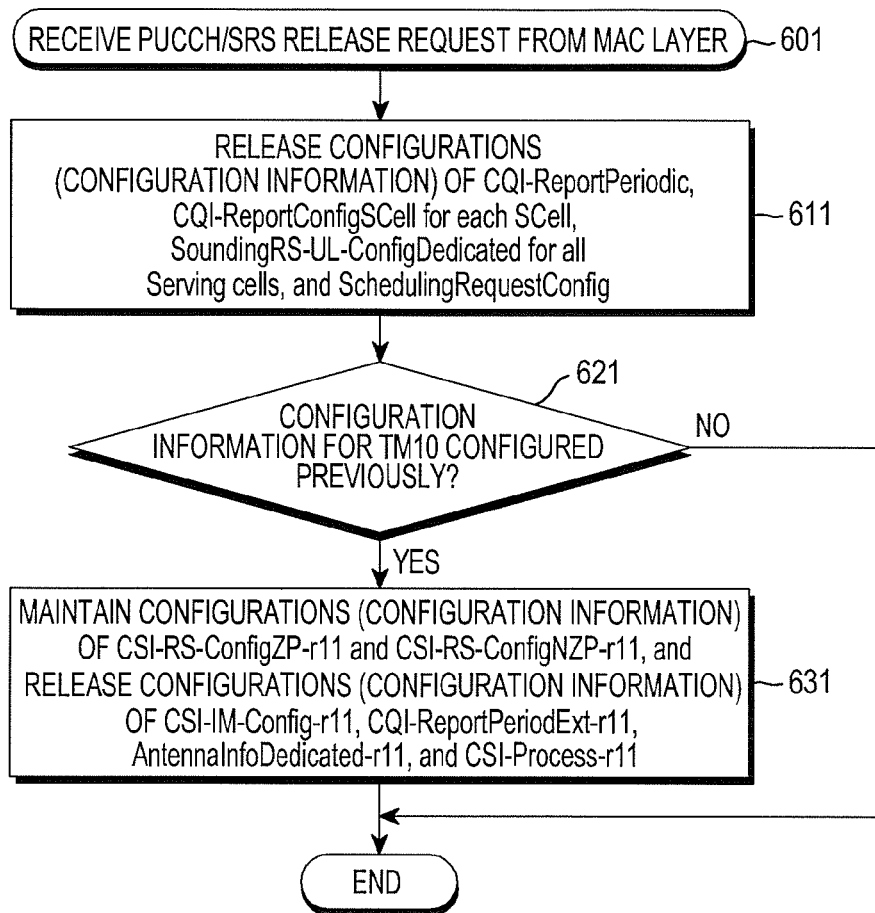 RECEIVE PUCCH/SRS RELEASE REQUEST FROM MAC LAYER
601
RELEASE CONFIGURATIONS
(CONFIGURATION INFORMATION) OF CQI-ReportPeriodic,
CQI-ReportConfigSCell for each SCell,
SoundingRS-UL-ConfigDedicated for all
Serving cells, and SchedulingRequestConfig
611
621
CONFIGURATION
INFORMATION FOR TM10 CONFIGURED
PREVIOUSLY?
NO
YES
MAINTAIN CONFIGURATIONS (CONFIGURATION INFORMATION)
OF CSI-RS-ConfigZP-r11 and CSI-RS-ConfigNZP-r11, and
RELEASE CONFIGURATIONS (CONFIGURATION INFORMATION)
OF CSI-IM-Config-r11, CQI-ReportPeriodExt-r11,
AntennaInfoDedicated-r11, and CSI-Process-r11
631
END